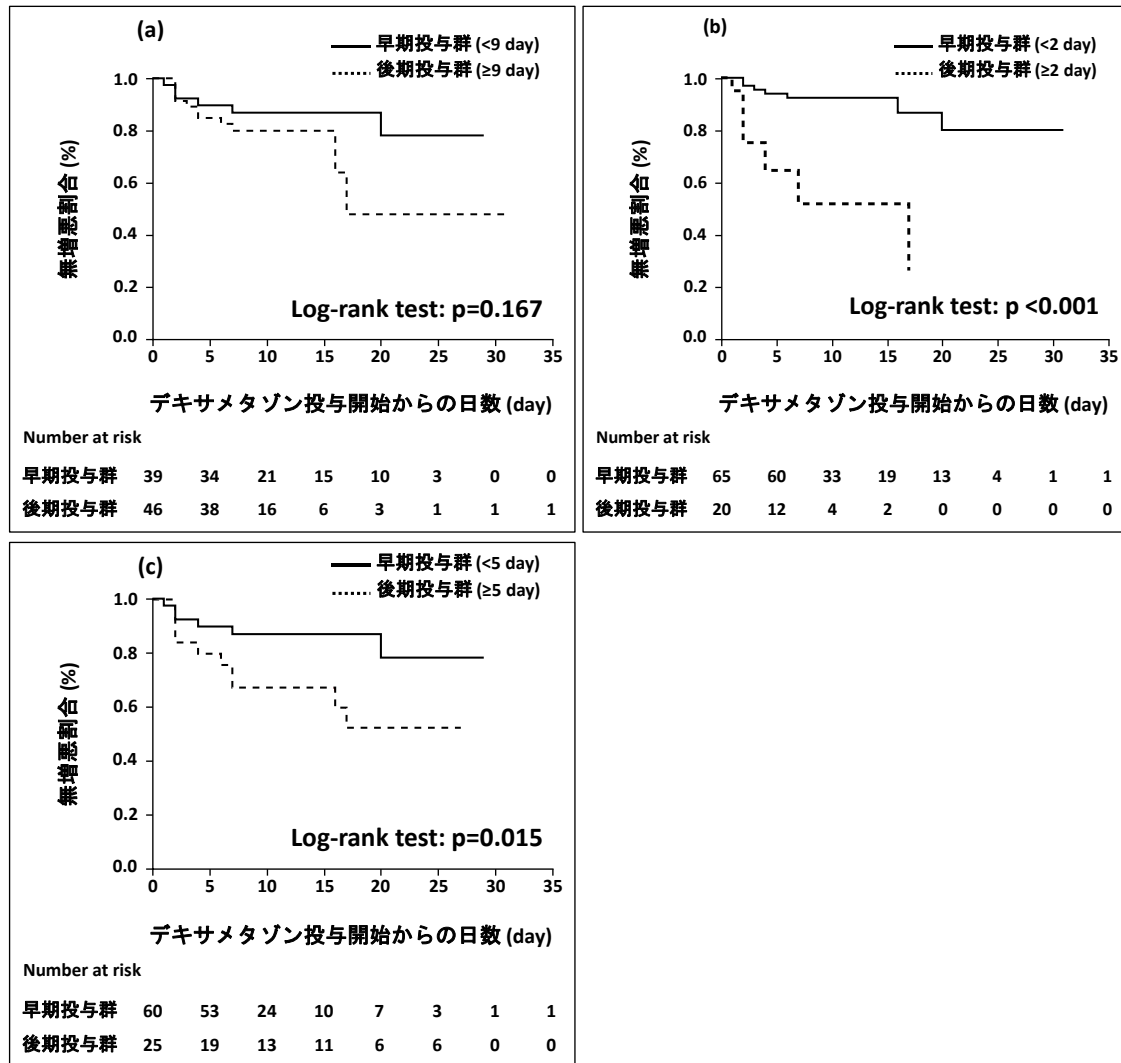 (a)
早期投与群 (<9 day)
後期投与群 (≥9 day)
1.0
0.8
0.6
0.4
0.2
0.0
無増悪割合 (%)
Log-rank test: p=0.167
0 5 10 15 20 25 30 35
デキサメタゾン投与開始からの日数 (day)
Number at risk
早期投与群 39 34 21 15 10 3 0 0
後期投与群 46 38 16 6 3 1 1 1
(b)
早期投与群 (<2 day)
後期投与群 (≥2 day)
1.0
0.8
0.6
0.4
0.2
0.0
無増悪割合 (%)
Log-rank test: p <0.001
0 5 10 15 20 25 30 35
デキサメタゾン投与開始からの日数 (day)
Number at risk
早期投与群 65 60 33 19 13 4 1 1
後期投与群 20 12 4 2 0 0 0 0
(c)
早期投与群 (<5 day)
後期投与群 (≥5 day)
1.0
0.8
0.6
0.4
0.2
0.0
無増悪割合 (%)
Log-rank test: p=0.015
0 5 10 15 20 25 30 35
デキサメタゾン投与開始からの日数 (day)
Number at risk
早期投与群 60 53 24 10 7 3 1 1
後期投与群 25 19 13 11 6 6 0 0